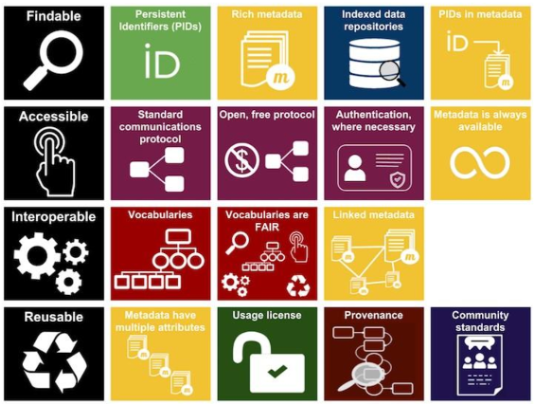 Findable
Persistent
Identifiers (PIDs)
iD
Rich metadata
m
Indexed data
repositories
PIDs in metadata
iD
m
Accessible
Standard
communications
protocol
Open, free protocol
$
Authentication,
where necessary
Metadata is always
available
Interoperable
Vocabularies
Vocabularies are
FAIR
Linked metadata
m
m
m
m
Reusable
Metadata have
multiple attributes
m
m
m
Usage license
Provenance
Community
standards